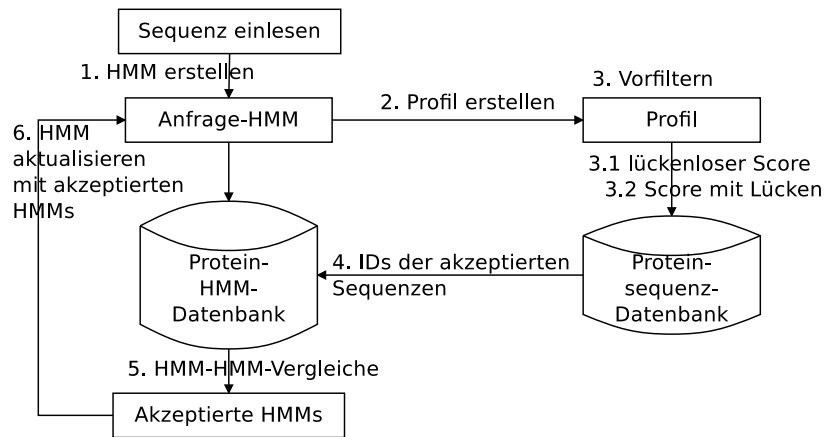 Sequenz einlesen
1. HMM erstellen
3. Vorfiltern
2. Profil erstellen
Anfrage-HMM
Profil
6. HMM
aktualisieren
mit akzeptierten
HMMs
3.1 lückenloser Score
3.2 Score mit Lücken
Protein-
HMM-
Datenbank
4. IDs der akzeptierten
Sequenzen
Protein-
sequenz-
Datenbank
5. HMM-HMM-Vergleiche
Akzeptierte HMMs